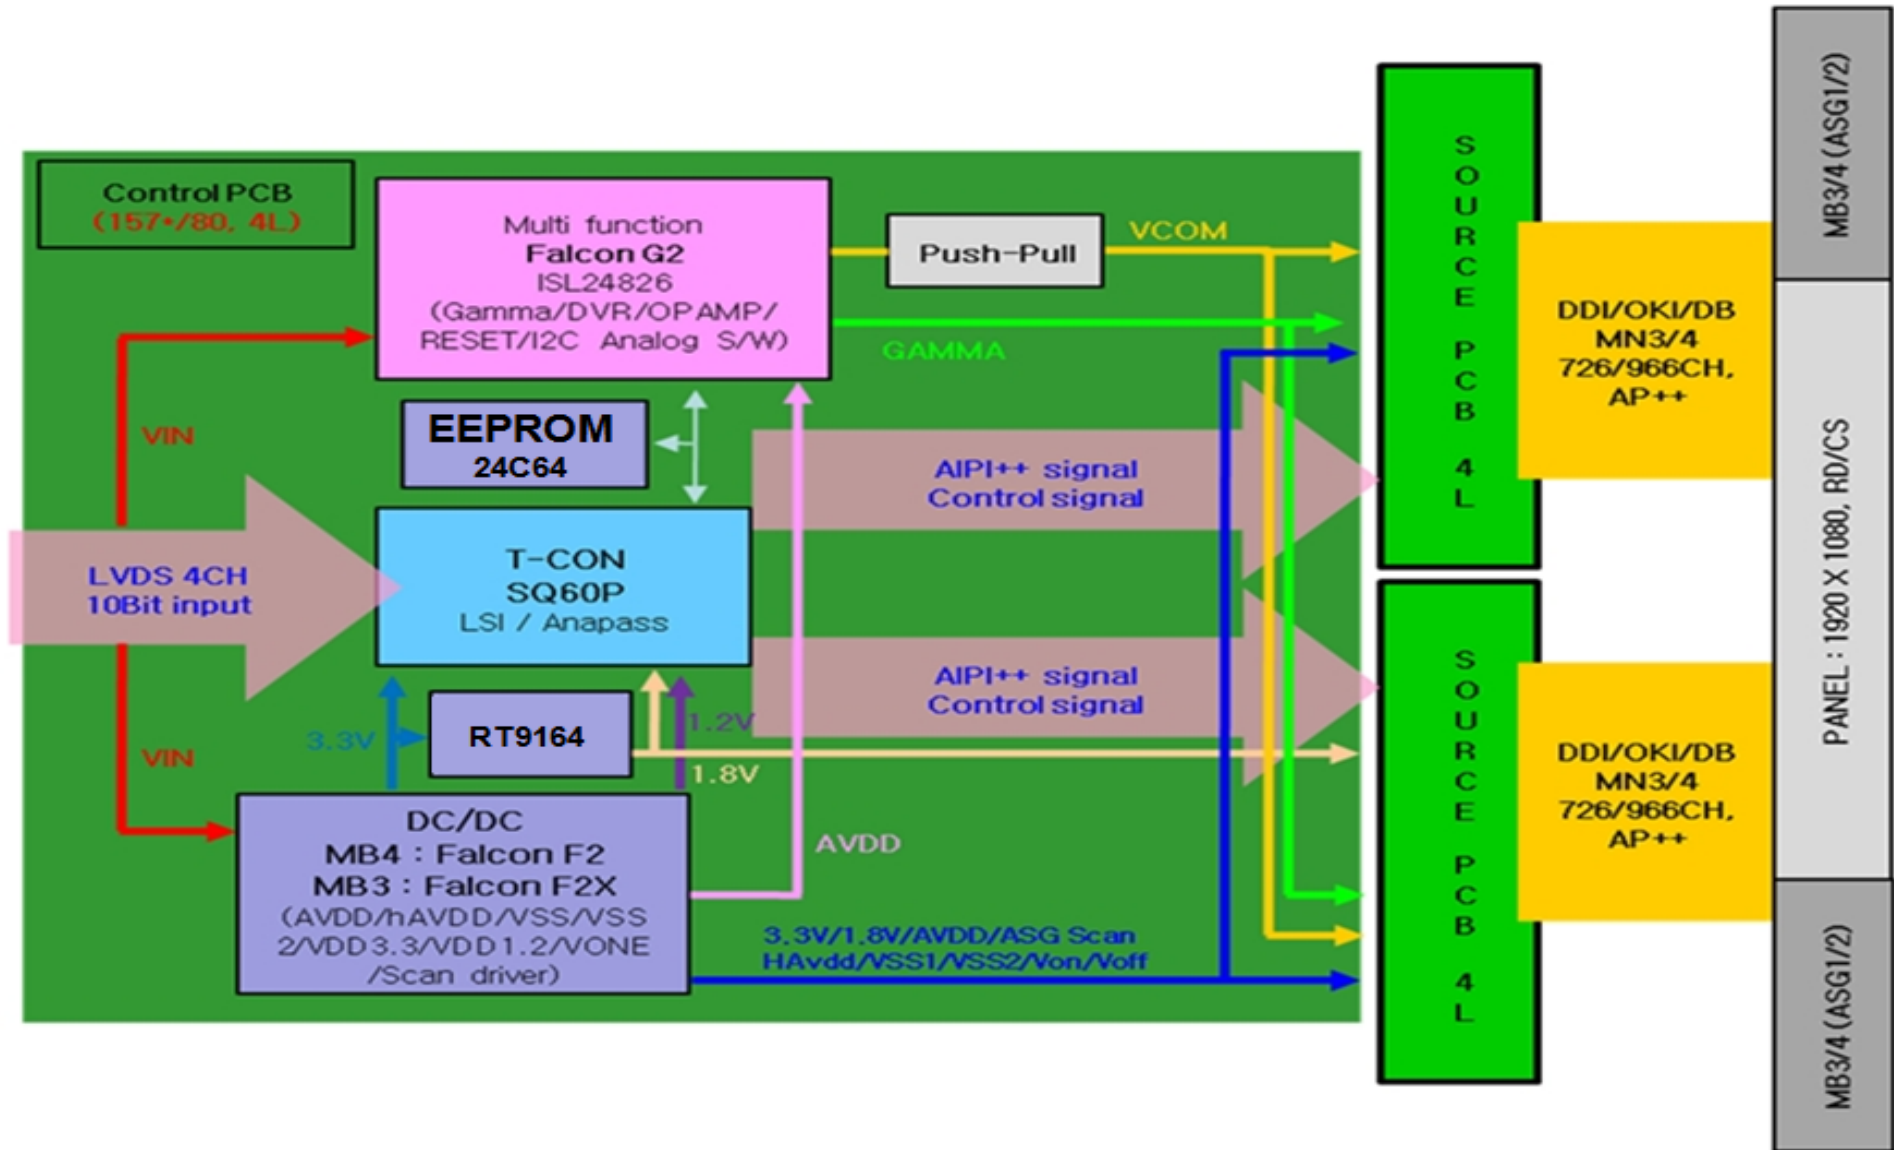 Control PCB
(157*/80, 4L)
Multi function
Falcon G2
ISL24826
(Gamma/DVR/OPAMP/
RESET/I2C Analog S/W)
Push-Pull
VCOM
GAMMA
VIN
EEPROM
24C64
AIPI++ signal
Control signal
LVDS 4CH
10Bit input
T-CON
SQ60P
LSI / Anapass
AIPI++ signal
Control signal
3.3V
RT9164
1.2V
1.8V
VIN
DC/DC
MB4 : Falcon F2
MB3 : Falcon F2X
(AVDD/hAVDD/VSS/VSS
2/VDD3.3/VDD1.2/VONE
/Scan driver)
AVDD
3.3V/1.8V/AVDD/ASG Scan
HAvdd/VSS1/VSS2/Von/Voff
SOURCE PCB 4L
SOURCE PCB 4L
DDI/OKI/DB
MN3/4
726/966CH,
AP++
DDI/OKI/DB
MN3/4
726/966CH,
AP++
MB3/4 (ASG1/2)
PANEL : 1920 X 1080, RD/CS
MB3/4 (ASG1/2)